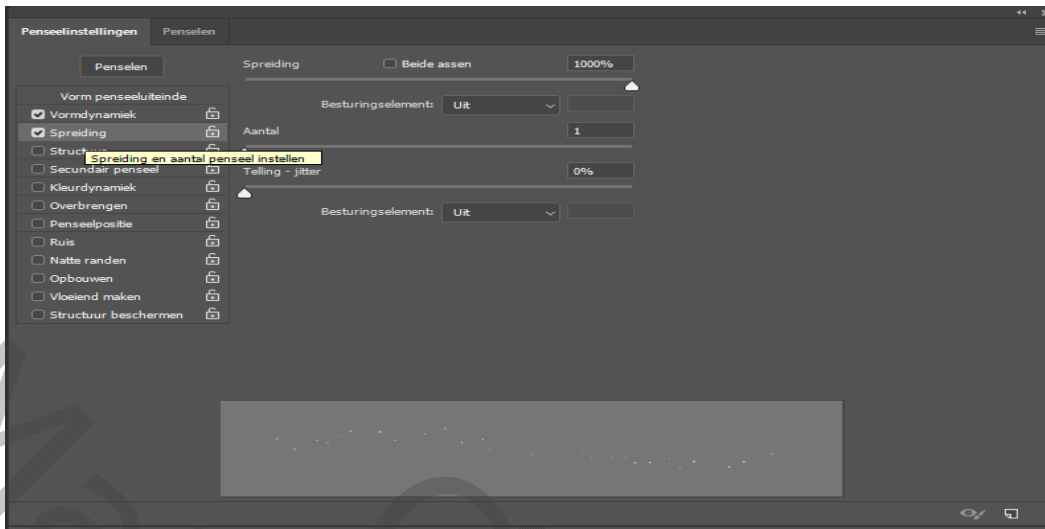 Penseelinstellingen Penselen
Penselen
Vorm penseeluiteinde
Vormdynamiek
Spreiding
Secundair penseel
Kleurdynamiek
Overbrengen
Penseelpositie
Ruis
Natte randen
Opbouwen
Vloeiend maken
Structuur beschermen
Spreiding en aantal penseel instellen
Spreiding Beide assen 1000%
Besturingselement: Uit
Aantal 1
Telling - jitter 0%
Besturingselement: Uit